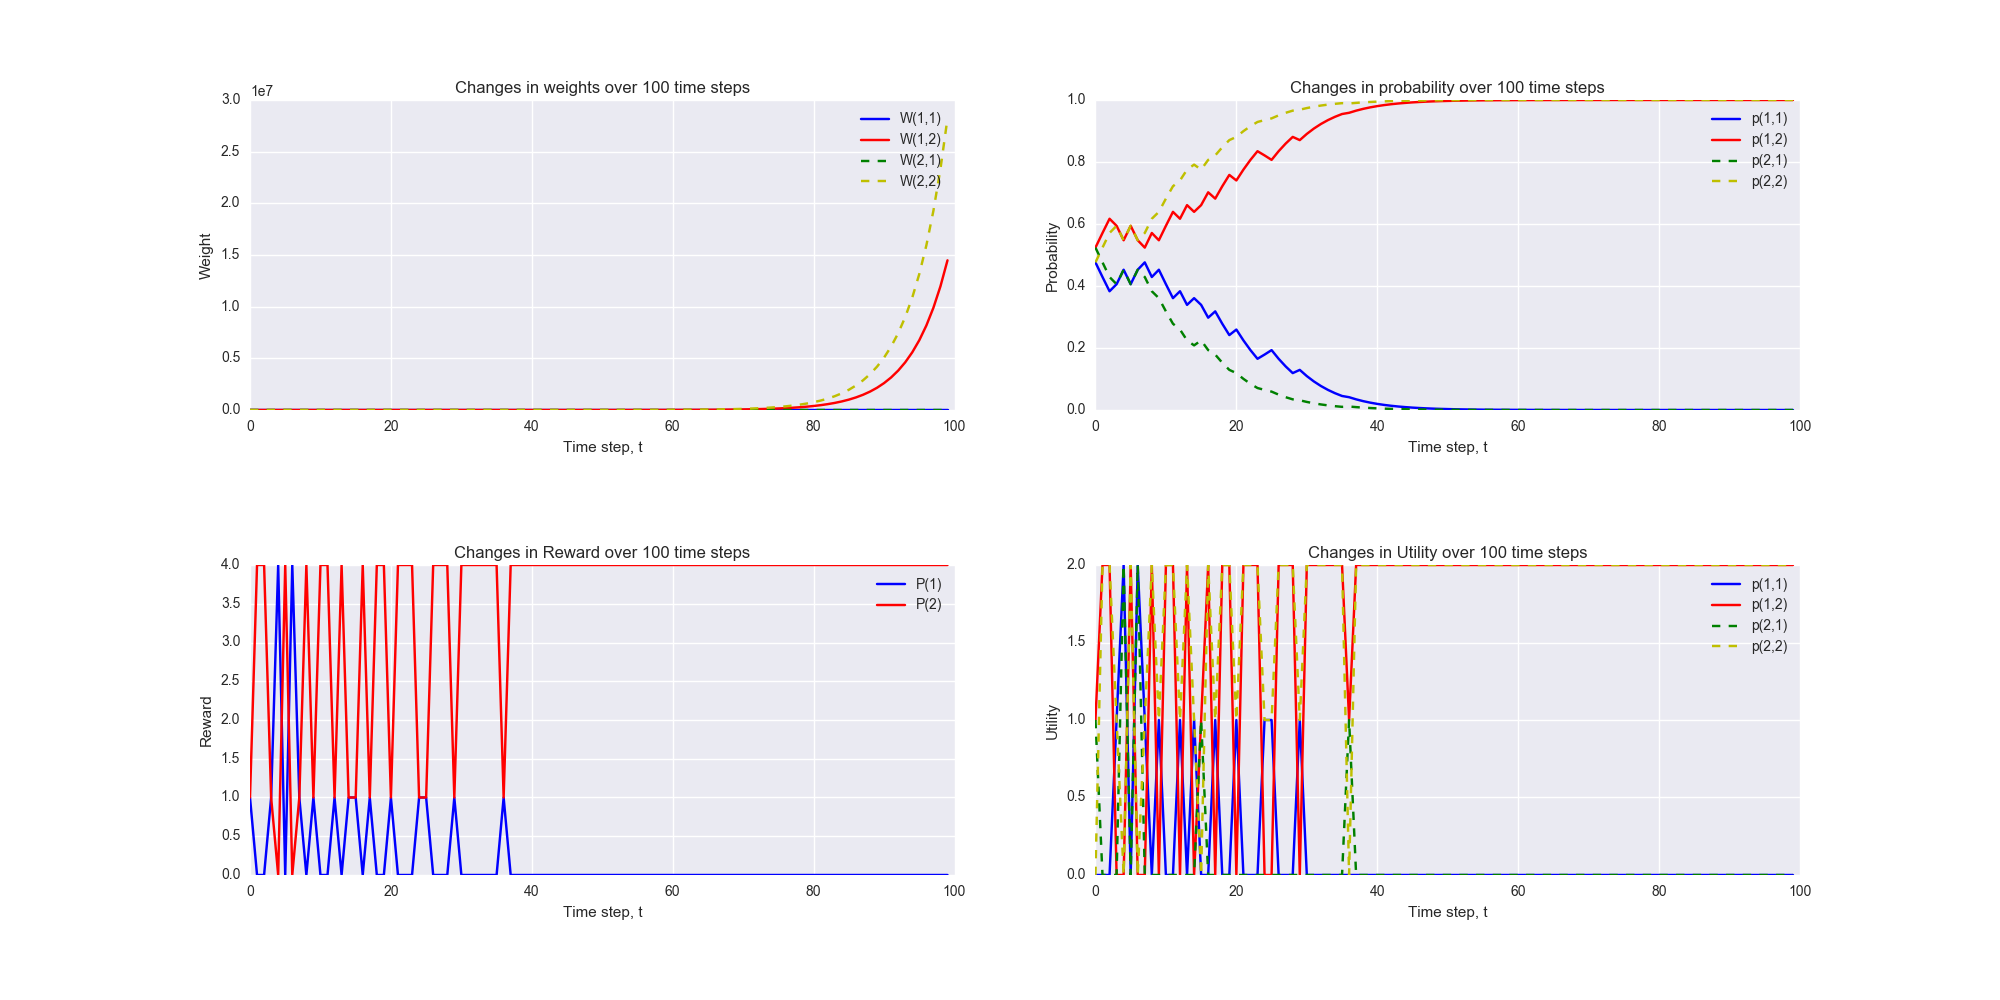 Changes in weights over 100 time steps
1e7
3.0
2.5
2.0
1.5
1.0
0.5
0.0
Weight
0 20 40 60 80 100
Time step, t
W(1,1)
W(1,2)
W(2,1)
W(2,2)
Changes in probability over 100 time steps
1.0
0.8
0.6
0.4
0.2
0.0
Probability
0 20 40 60 80 100
Time step, t
p(1,1)
p(1,2)
p(2,1)
p(2,2)
Changes in Reward over 100 time steps
4.0
3.5
3.0
2.5
2.0
1.5
1.0
0.5
0.0
Reward
0 20 40 60 80 100
Time step, t
P(1)
P(2)
Changes in Utility over 100 time steps
2.0
1.5
1.0
0.5
0.0
Utility
0 20 40 60 80 100
Time step, t
p(1,1)
p(1,2)
p(2,1)
p(2,2)